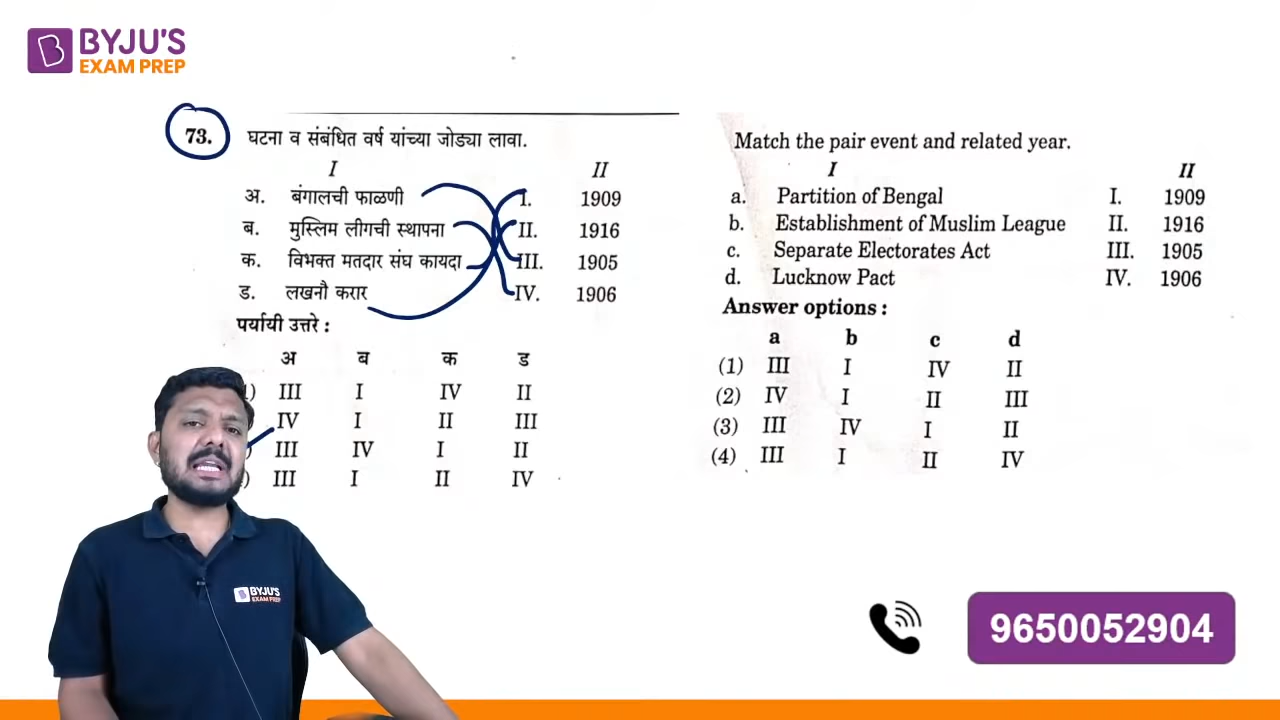 BYJU'S
EXAM PREP
73. घटना व संबंधित वर्ष यांच्या जोड्या लावा.
I II
अ. बंगालची फाळणी I. 1909
ब. मुस्लिम लीगची स्थापना II. 1916
क. विभक्त मतदार संघ कायदा III. 1905
ड. लखनौ करार IV. 1906
पर्यायी उत्तरे :
अ ब क ड
III I IV II
IV I II III
III IV I II
III I II IV
Match the pair event and related year.
I II
a. Partition of Bengal I. 1909
b. Establishment of Muslim League II. 1916
c. Separate Electorates Act III. 1905
d. Lucknow Pact IV. 1906
Answer options :
a b c d
(1) III I IV II
(2) IV I II III
(3) III IV I II
(4) III I II IV
BYJU'S
EXAM PREP
9650052904